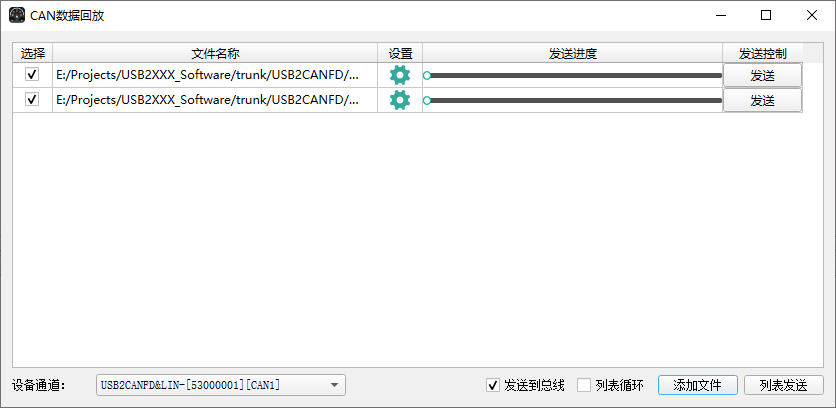 CAN数据回放
选择 文件名称 设置 发送进度 发送控制
E:/Projects/USB2XXX_Software/trunk/USB2CANFD/... 发送
E:/Projects/USB2XXX_Software/trunk/USB2CANFD/... 发送
设备通道: USB2CANFD&LIN-[53000001][CAN1] 发送到总线 列表循环 添加文件 列表发送